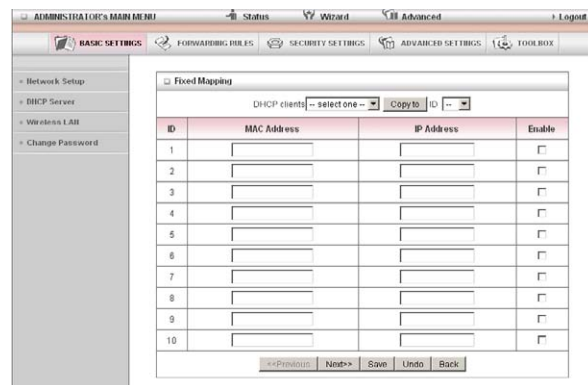 ADMINISTRATOR's MAIN MENU Status Wizard Advanced Logout
BASIC SETTINGS FORWARDING RULES SECURITY SETTINGS ADVANCED SETTINGS TOOLBOX
Network Setup
DHCP Server
Wireless LAN
Change Password
Fixed Mapping
DHCP clients -- select one -- Copy to ID --
ID MAC Address IP Address Enable
1
2
3
4
5
6
7
8
9
10
<<Previous Next>> Save Undo Back